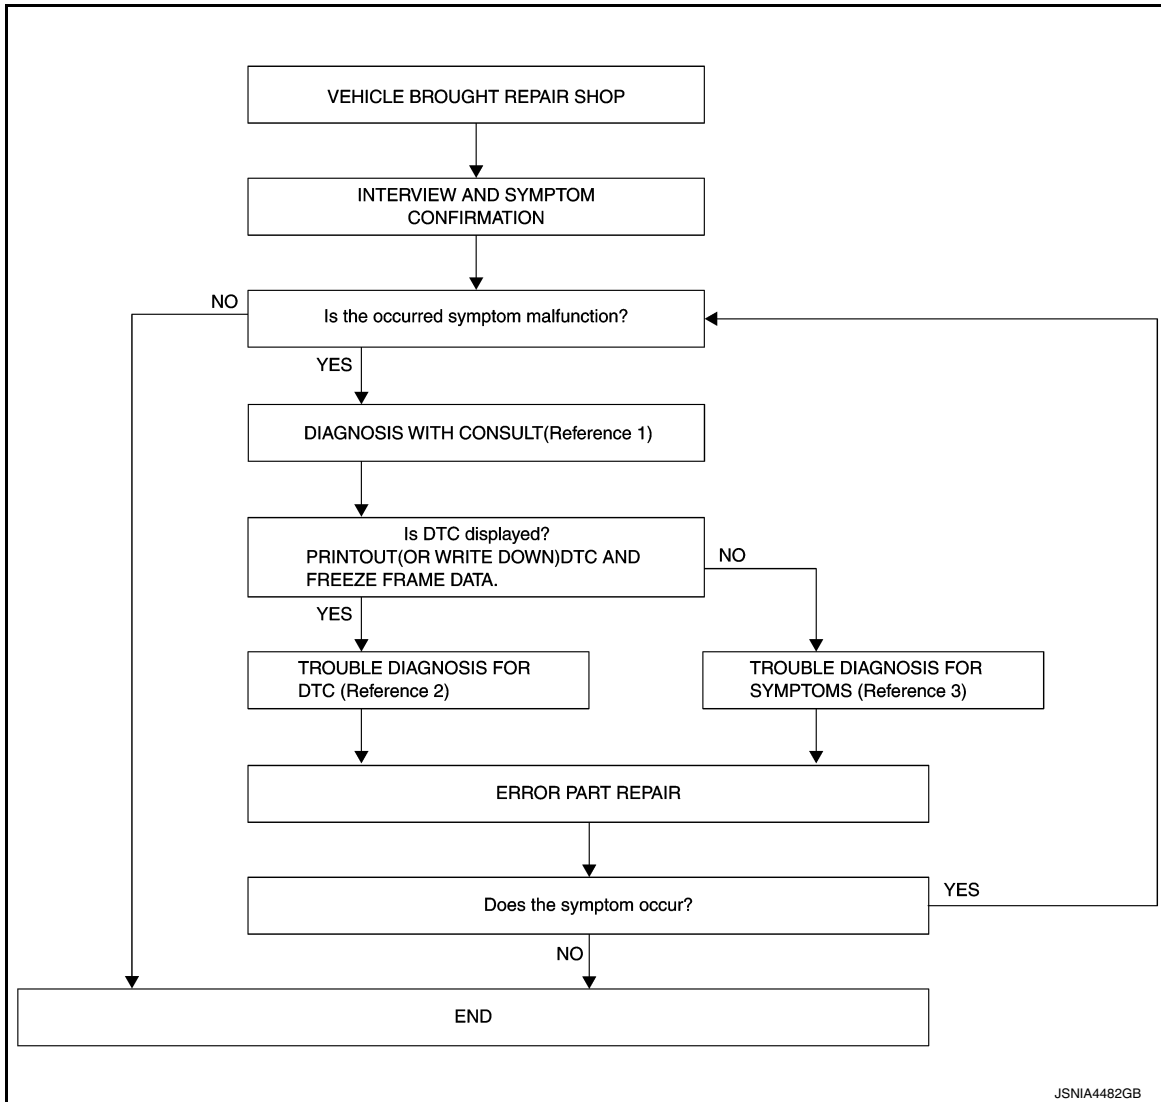 VEHICLE BROUGHT REPAIR SHOP
INTERVIEW AND SYMPTOM
CONFIRMATION
NO
Is the occurred symptom malfunction?
YES
DIAGNOSIS WITH CONSULT(Reference 1)
Is DTC displayed?
PRINTOUT(OR WRITE DOWN)DTC AND
FREEZE FRAME DATA.
NO
YES
TROUBLE DIAGNOSIS FOR
DTC (Reference 2)
TROUBLE DIAGNOSIS FOR
SYMPTOMS (Reference 3)
ERROR PART REPAIR
Does the symptom occur?
YES
NO
END
JSNIA4482GB